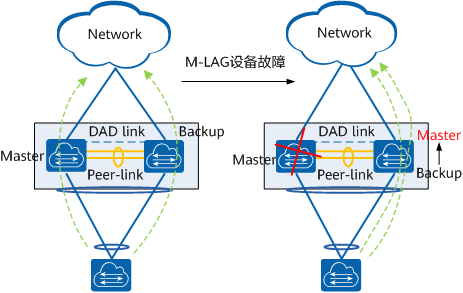 Network
DAD link
Backup
Master
Peer-link
M-LAG设备故障
Network
DAD link
Master
Master
Peer-link
Backup